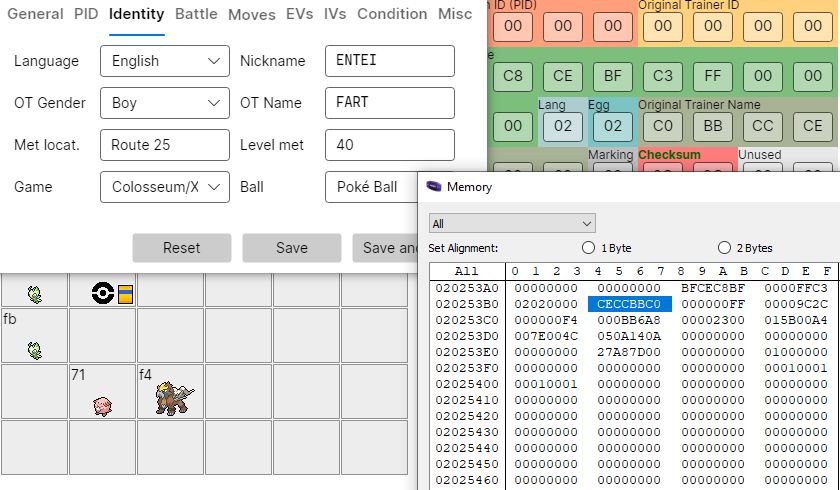 General PID Identity Battle Moves EVs IVs Condition Misc
Language English Nickname ENTEI
OT Gender Boy OT Name FART
Met locat. Route 25 Level met 40
Game Colosseum/X Ball Poké Ball
Reset Save Save an
ID (PID) Original Trainer ID
00 00 00 00 00 00
C8 CE BF C3 FF 00 00
Lang Egg Original Trainer Name
00 02 02 C0 BB CC CE
Marking Checksum Unused
fb
71 f4
Memory
All
Set Alignment: 1 Byte 2 Bytes
All 0 1 2 3 4 5 6 7 8 9 A B C D E F
020253A0 00000000 00000000 BFCEC8BF 0000FFC3
020253B0 02020000 CECCBBC0 000000FF 00009C2C
020253C0 000000F4 000BB6A8 00002300 015B00A4
020253D0 007E004C 050A140A 00000000 00000000
020253E0 00000000 27A87D00 00000000 01000000
020253F0 00000000 00000000 00000000 00010001
02025400 00010001 00000000 00000000 00000000
02025410 00000000 00000000 00000000 00000000
02025420 00000000 00000000 00000000 00000000
02025430 00000000 00000000 00000000 00000000
02025440 00000000 00000000 00000000 00000000
02025450 00000000 00000000 00000000 00000000
02025460 00000000 00000000 00000000 00000000